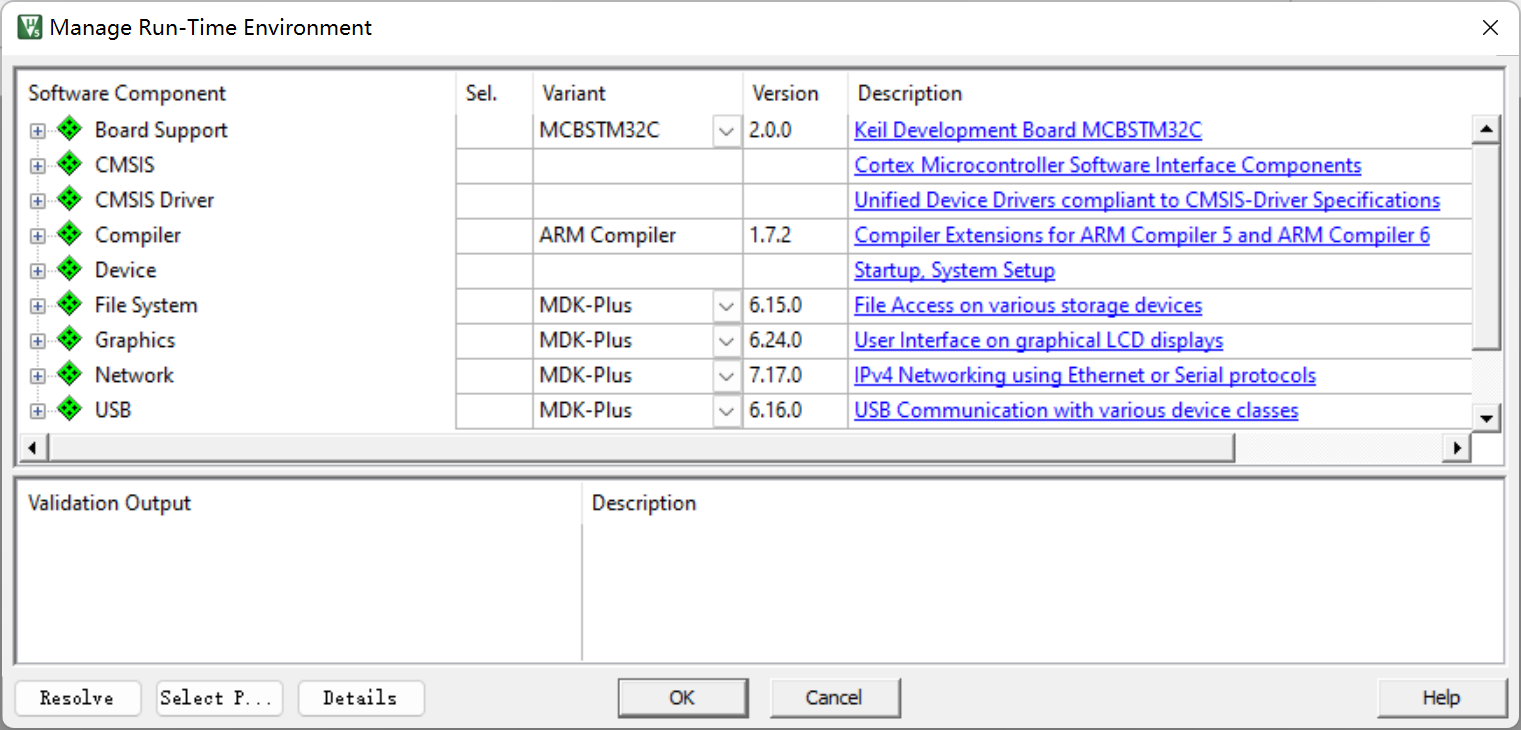 Manage Run-Time Environment
Software Component Sel. Variant Version Description
Board Support MCBSTM32C 2.0.0 Keil Development Board MCBSTM32C
CMSIS Cortex Microcontroller Software Interface Components
CMSIS Driver Unified Device Drivers compliant to CMSIS-Driver Specifications
Compiler ARM Compiler 1.7.2 Compiler Extensions for ARM Compiler 5 and ARM Compiler 6
Device Startup, System Setup
File System MDK-Plus 6.15.0 File Access on various storage devices
Graphics MDK-Plus 6.24.0 User Interface on graphical LCD displays
Network MDK-Plus 7.17.0 IPv4 Networking using Ethernet or Serial protocols
USB MDK-Plus 6.16.0 USB Communication with various device classes
Validation Output Description
Resolve Select P... Details OK Cancel Help